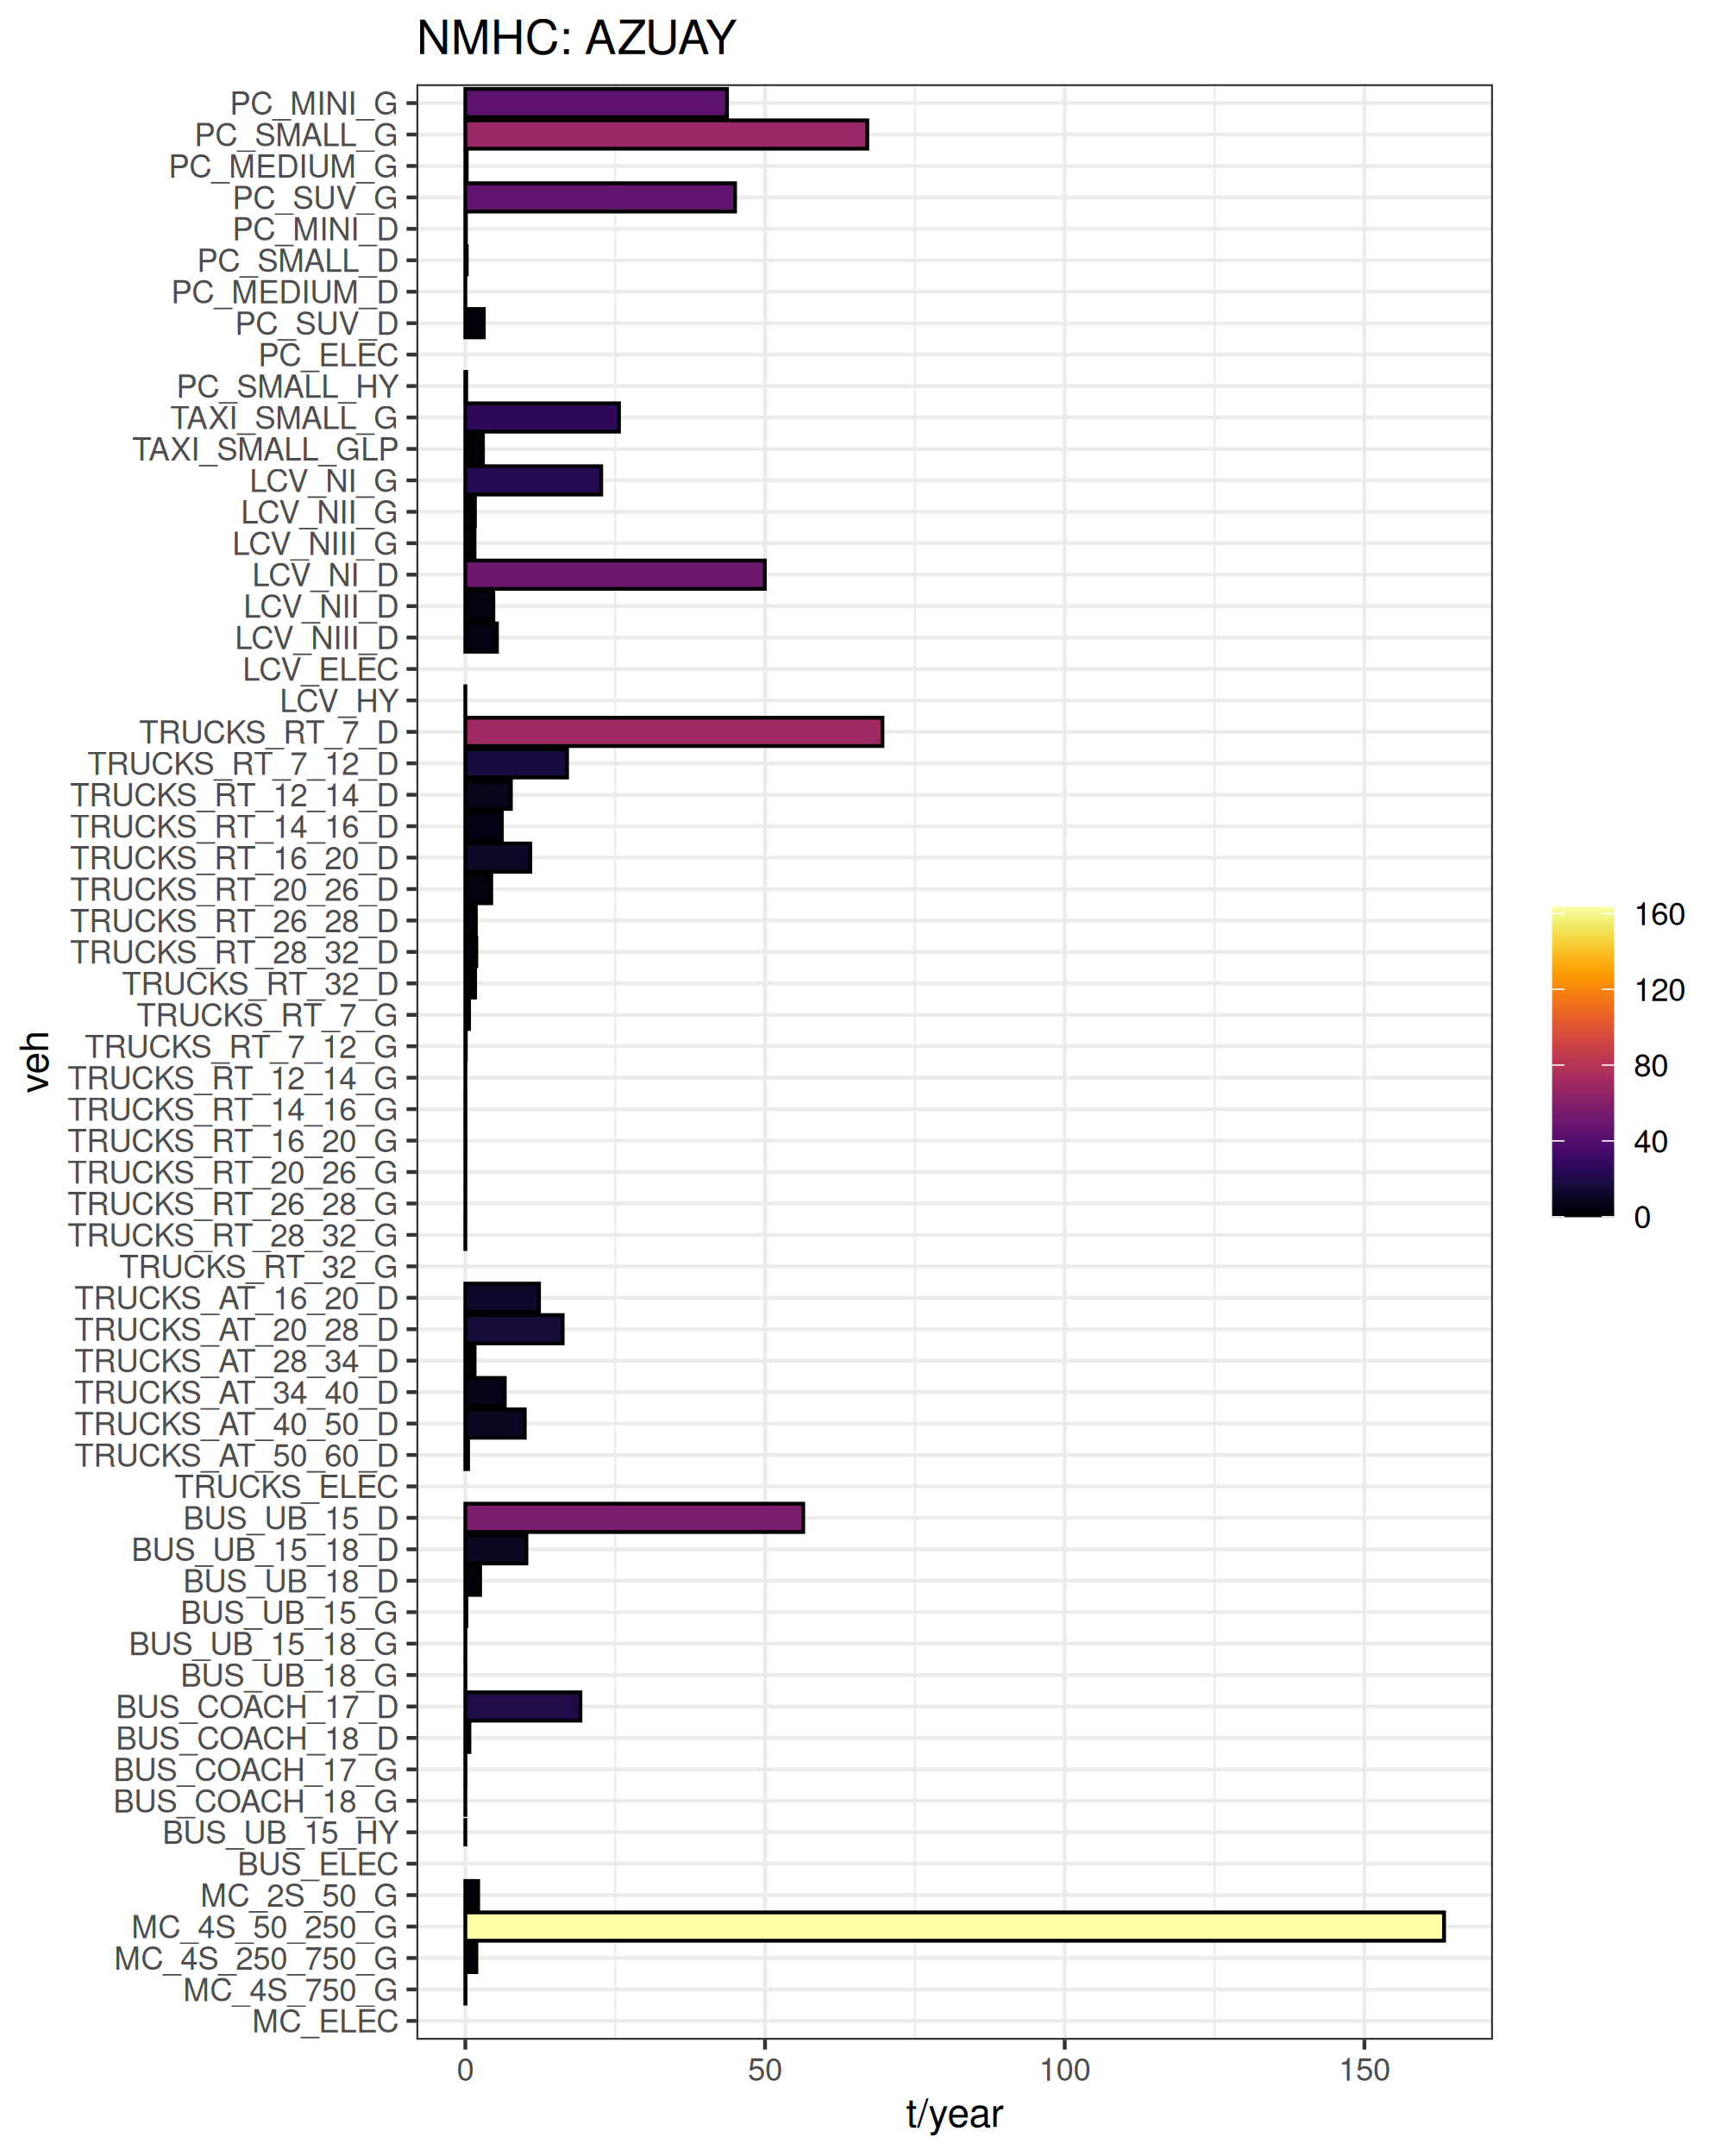 NMHC: AZUAY
PC_MINI_G
PC_SMALL_G
PC_MEDIUM_G
PC_SUV_G
PC_MINI_D
PC_SMALL_D
PC_MEDIUM_D
PC_SUV_D
PC_ELEC
PC_SMALL_HY
TAXI_SMALL_G
TAXI_SMALL_GLP
LCV_NI_G
LCV_NII_G
LCV_NIII_G
LCV_NI_D
LCV_NII_D
LCV_NIII_D
LCV_ELEC
LCV_HY
TRUCKS_RT_7_D
TRUCKS_RT_7_12_D
TRUCKS_RT_12_14_D
TRUCKS_RT_14_16_D
TRUCKS_RT_16_20_D
TRUCKS_RT_20_26_D
TRUCKS_RT_26_28_D
TRUCKS_RT_28_32_D
TRUCKS_RT_32_D
TRUCKS_RT_7_G
TRUCKS_RT_7_12_G
TRUCKS_RT_12_14_G
TRUCKS_RT_14_16_G
TRUCKS_RT_16_20_G
TRUCKS_RT_20_26_G
TRUCKS_RT_26_28_G
TRUCKS_RT_28_32_G
TRUCKS_RT_32_G
TRUCKS_AT_16_20_D
TRUCKS_AT_20_28_D
TRUCKS_AT_28_34_D
TRUCKS_AT_34_40_D
TRUCKS_AT_40_50_D
TRUCKS_AT_50_60_D
TRUCKS_ELEC
BUS_UB_15_D
BUS_UB_15_18_D
BUS_UB_18_D
BUS_UB_15_G
BUS_UB_15_18_G
BUS_UB_18_G
BUS_COACH_17_D
BUS_COACH_18_D
BUS_COACH_17_G
BUS_COACH_18_G
BUS_UB_15_HY
BUS_ELEC
MC_2S_50_G
MC_4S_50_250_G
MC_4S_250_750_G
MC_4S_750_G
MC_ELEC
veh
0 50 100 150
t/year
160
120
80
40
0